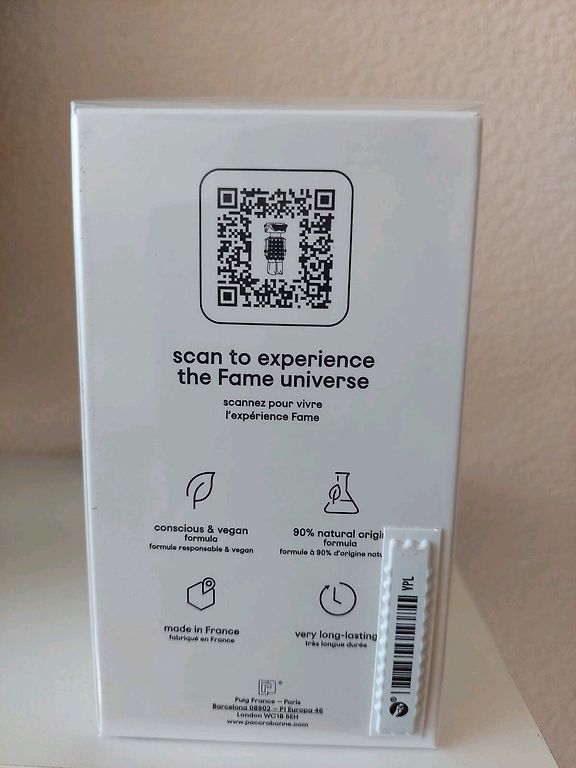 scan to experience
the Fame universe
scannez pour vivre
l'expérience Fame
conscious & vegan
formula
formule responsable & vegan
90% natural origin
formula
formule à 90% d'origine
made in France
fabriqué en France
very long-lasting
très longue durée
Puig France – Paris
Barcelona 08902 – Pl Europa 46
London WC1B 6EH
www.pacorabanne.com
YPL